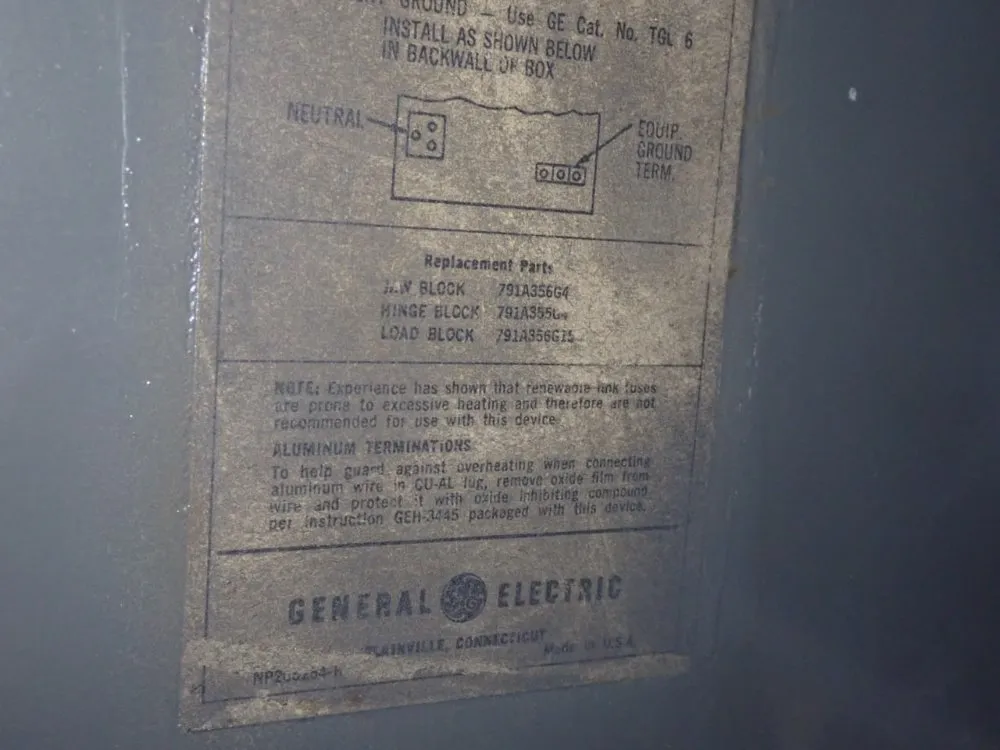 GROUND — Use GE Cat. No. TGL 6
INSTALL AS SHOWN BELOW
IN BACKWALL OF BOX
NEUTRAL
EQUIP.
GROUND
TERM.
Replacement Parts
JAW BLOCK 791A356G4
HINGE BLOCK
LOAD BLOCK 791A356G15
NOTE: Experience has shown that renewable link fuses
are prone to excessive heating and therefore are not
recommended for use with this device.
ALUMINUM TERMINATIONS
To help guard against overheating when connecting
aluminum wire in CU-AL lug, remove oxide film from
wire and protect it with oxide inhibiting compound
per instruction GEH-3445 packaged with this device.
GENERAL GE ELECTRIC
PLAINVILLE, CONNECTICUT
Made in U.S.A.